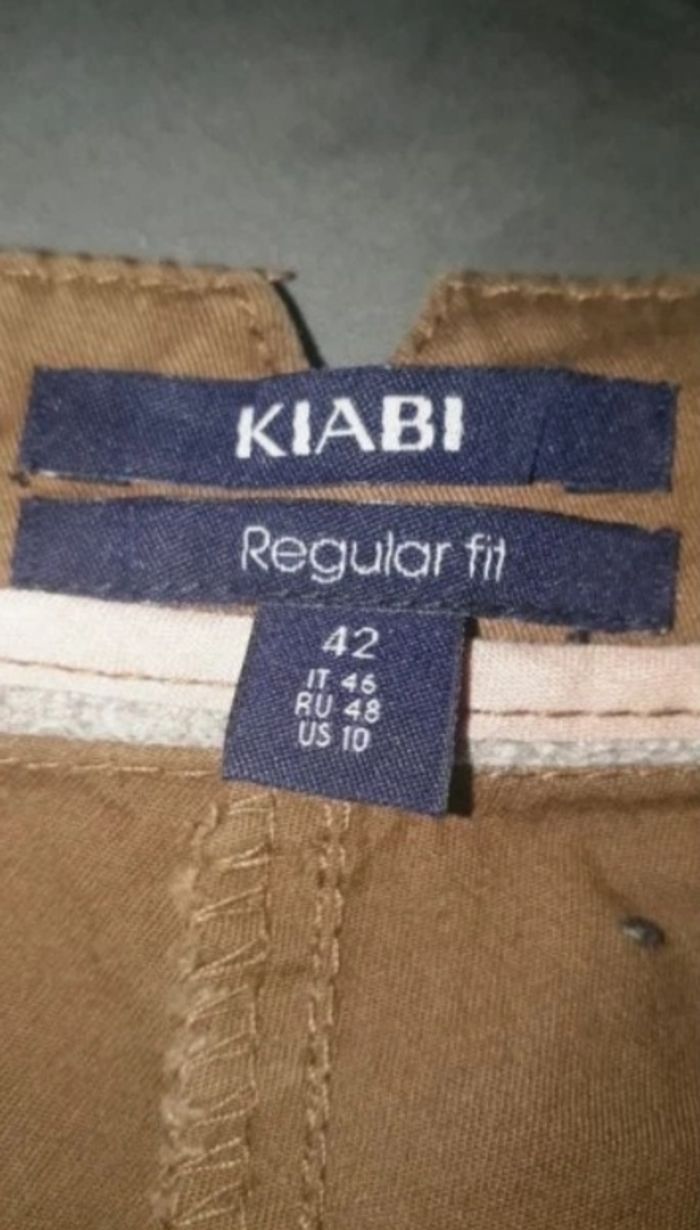 KIABI
Regular fit
42
IT 46
RU 48
US 10